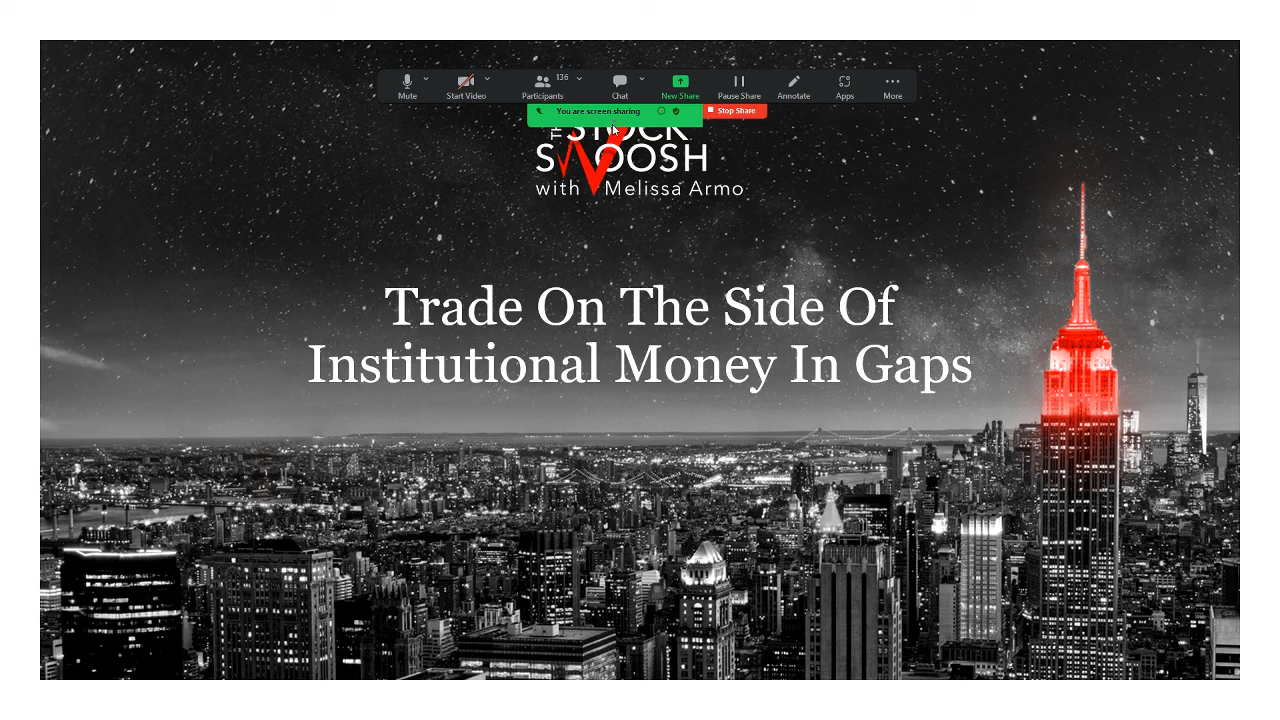 136
Mute
Start Video
Participants
Chat
New Share
Pause Share
Annotate
Apps
More
You are screen sharing
Stop Share
THE STOCK
SWOOSH
with Melissa Armo
Trade On The Side Of
Institutional Money In Gaps